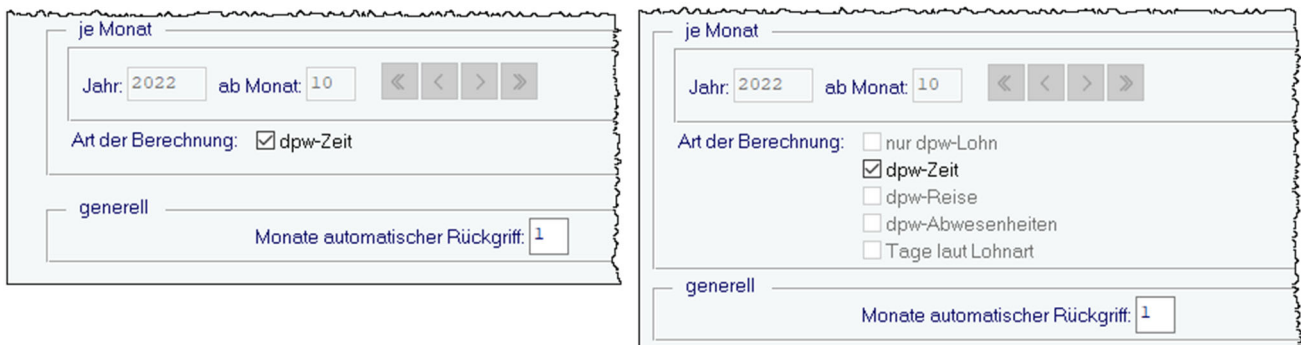 je Monat
Jahr: 2022 ab Monat: 10
Art der Berechnung: dpw-Zeit
generell
Monate automatischer Rückgriff: 1
je Monat
Jahr: 2022 ab Monat: 10
Art der Berechnung: nur dpw-Lohn
dpw-Zeit
dpw-Reise
dpw-Abwesenheiten
Tage laut Lohnart
generell
Monate automatischer Rückgriff: 1